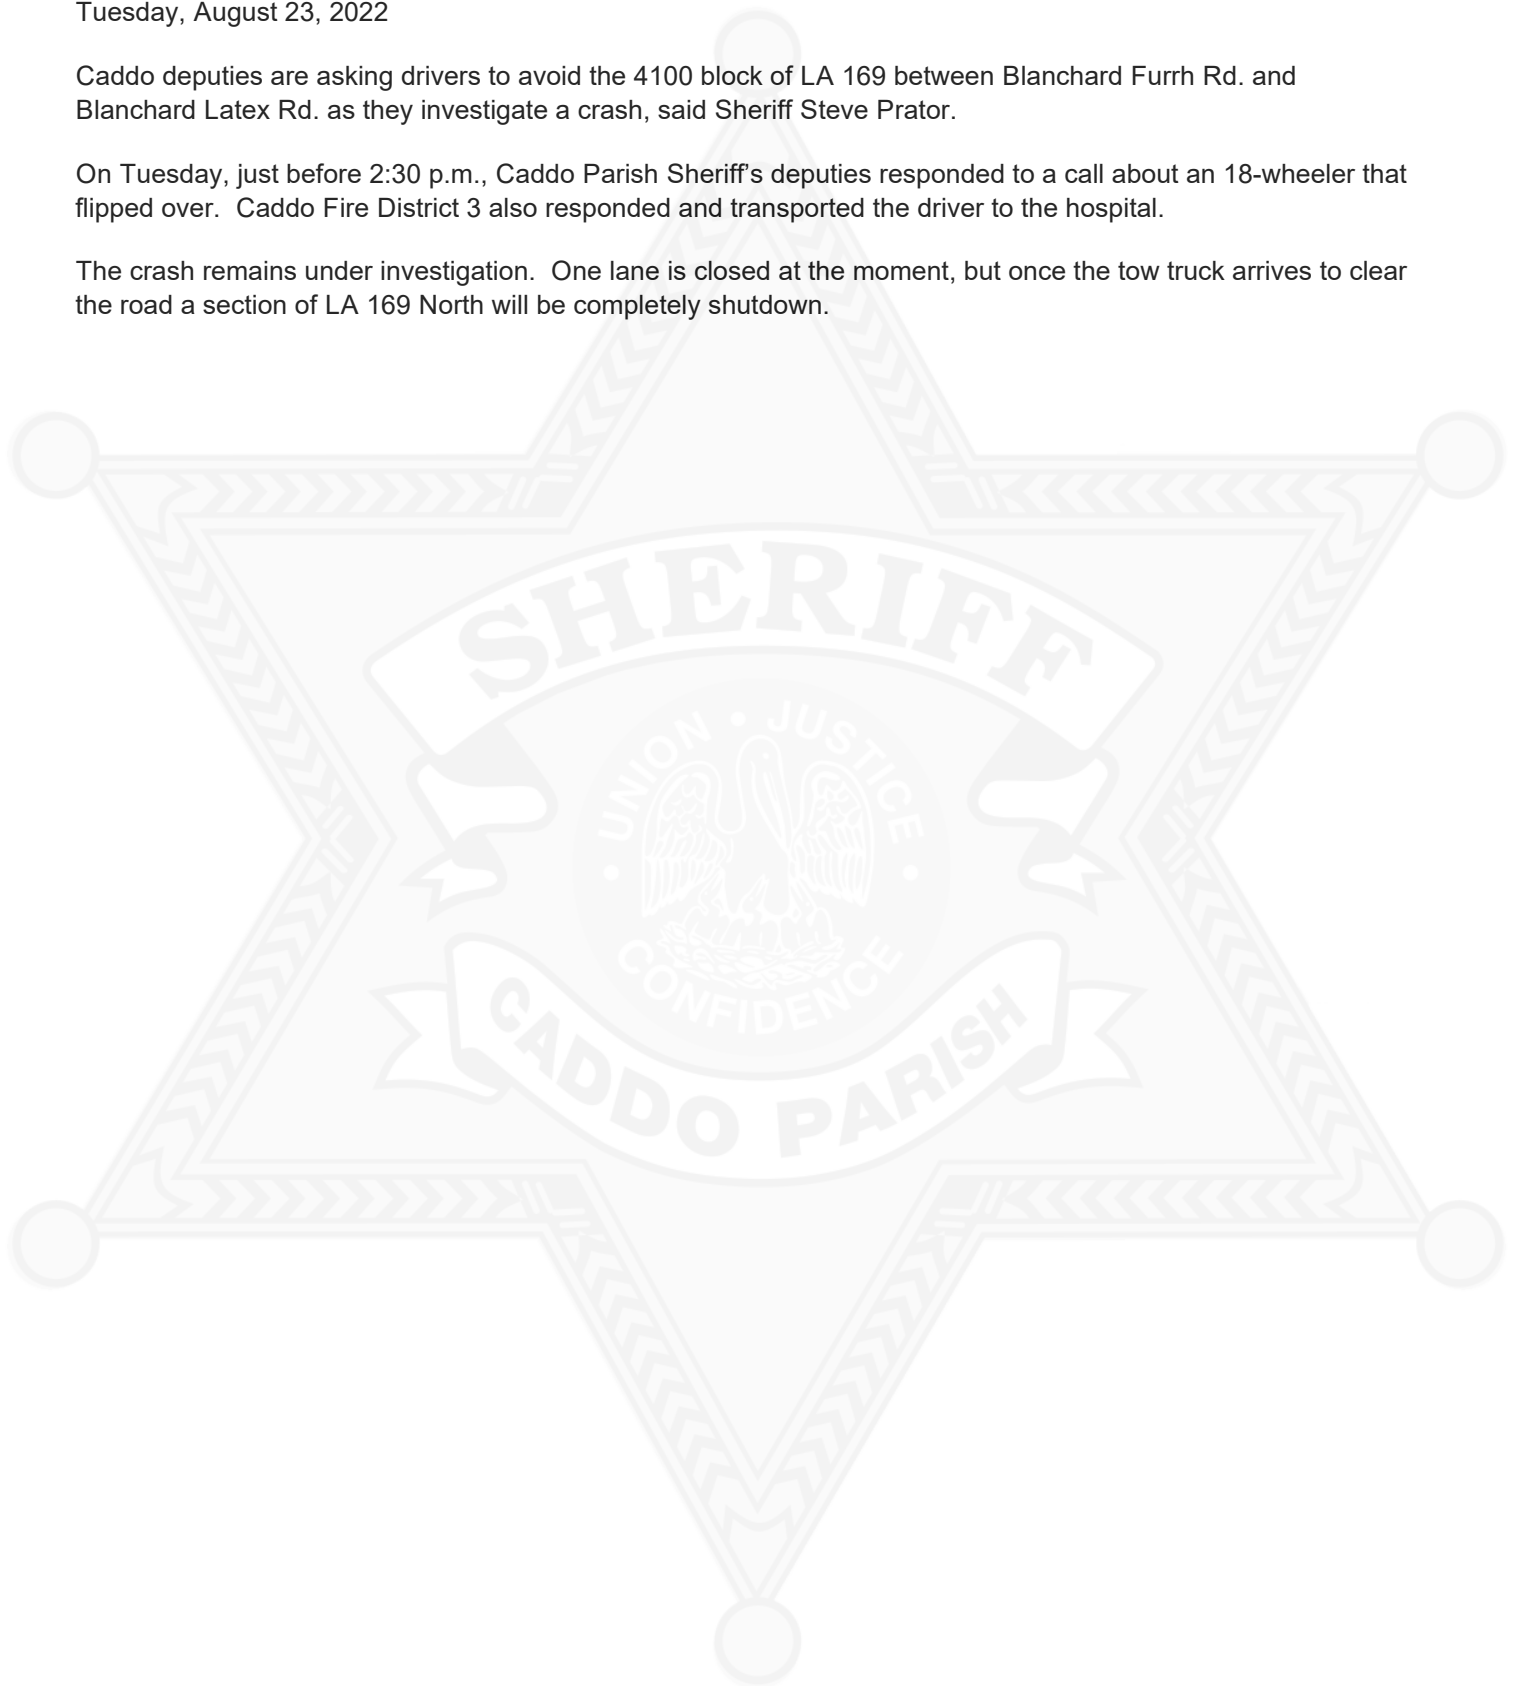 Tuesday, August 23, 2022
Caddo deputies are asking drivers to avoid the 4100 block of LA 169 between Blanchard Furrh Rd. and
Blanchard Latex Rd. as they investigate a crash, said Sheriff Steve Prator.
On Tuesday, just before 2:30 p.m., Caddo Parish Sheriff’s deputies responded to a call about an 18-wheeler that
flipped over.  Caddo Fire District 3 also responded and transported the driver to the hospital.
The crash remains under investigation.  One lane is closed at the moment, but once the tow truck arrives to clear
the road a section of LA 169 North will be completely shutdown.
SHERIFF
UNION • JUSTICE
• CONFIDENCE •
CADDO PARISH